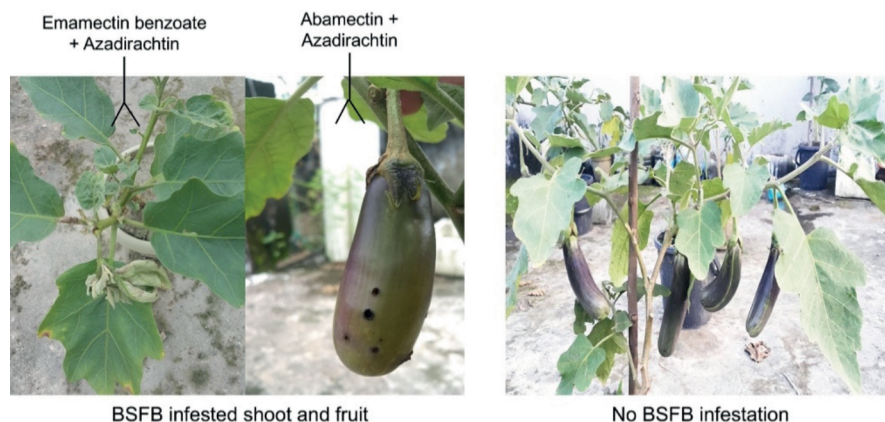 Emamectin benzoate
+ Azadirachtin
Abamectin +
Azadirachtin
BSFB infested shoot and fruit
No BSFB infestation